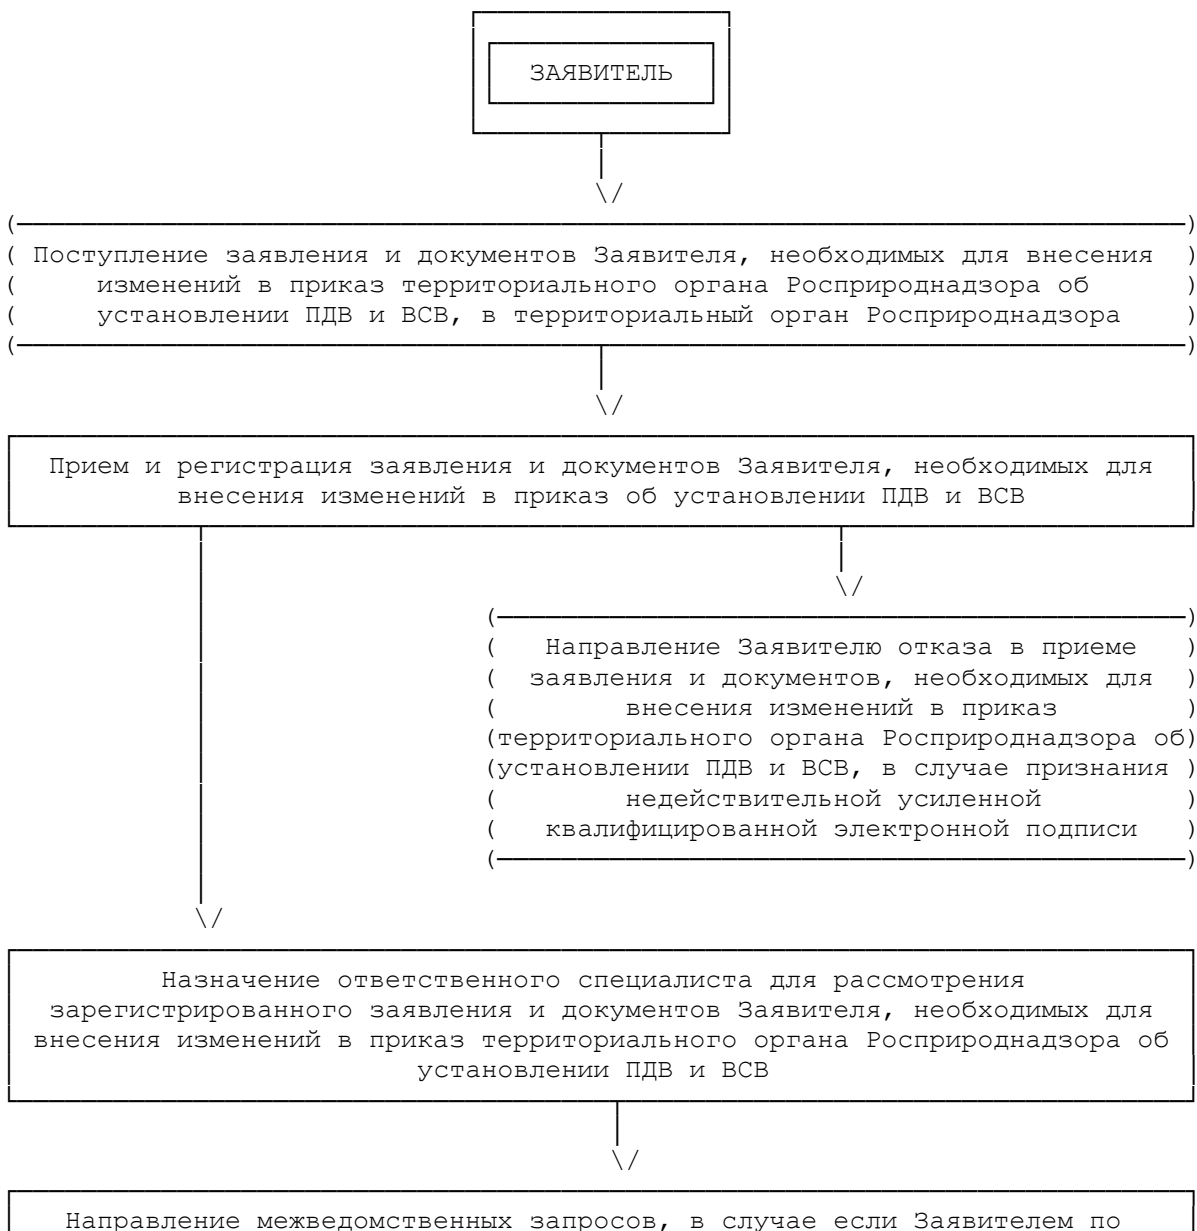 ЗАЯВИТЕЛЬ
Поступление заявления и документов Заявителя, необходимых для внесения
изменений в приказ территориального органа Росприроднадзора об
установлении ПДВ и ВСВ, в территориальный орган Росприроднадзора
Прием и регистрация заявления и документов Заявителя, необходимых для
внесения изменений в приказ об установлении ПДВ и ВСВ
Направление Заявителю отказа в приеме
заявления и документов, необходимых для
внесения изменений в приказ
территориального органа Росприроднадзора об
установлении ПДВ и ВСВ, в случае признания
недействительной усиленной
квалифицированной электронной подписи
Назначение ответственного специалиста для рассмотрения
зарегистрированного заявления и документов Заявителя, необходимых для
внесения изменений в приказ территориального органа Росприроднадзора об
установлении ПДВ и ВСВ
Направление межведомственных запросов, в случае если Заявителем по